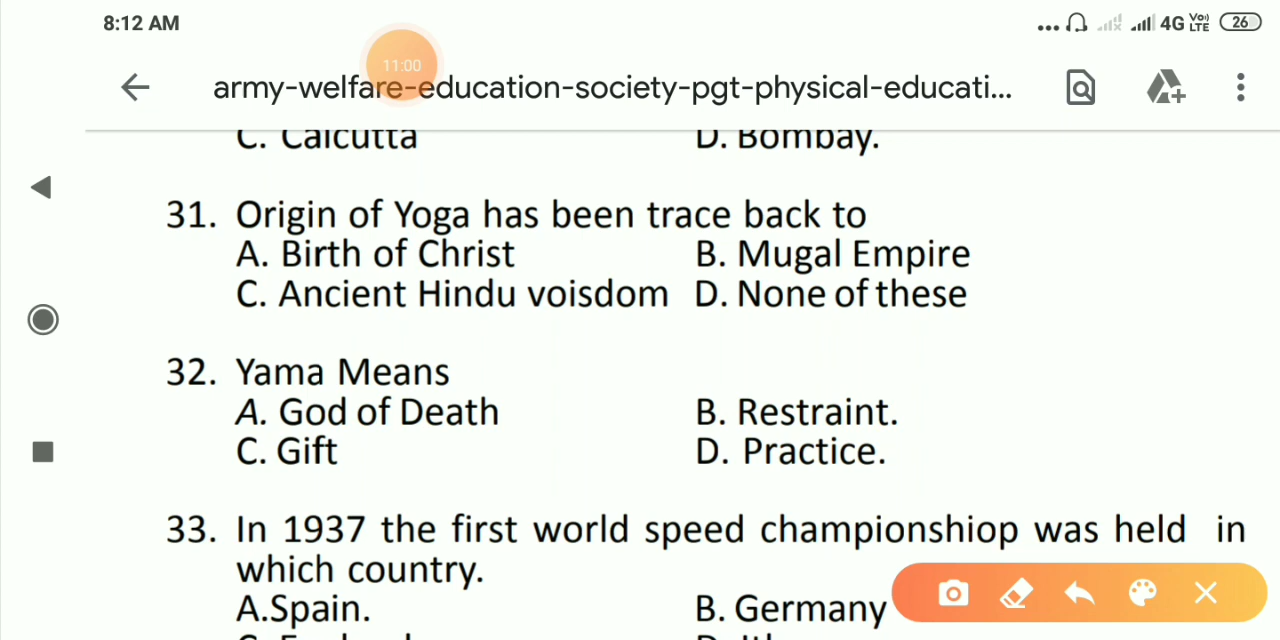 8:12 AM
4G VoI) LTE 26
11:00
army-welfare-education-society-pgt-physical-educati...
C. Calcutta D. Bombay.
31. Origin of Yoga has been trace back to
A. Birth of Christ B. Mugal Empire
C. Ancient Hindu voisdom D. None of these
32. Yama Means
A. God of Death B. Restraint.
C. Gift D. Practice.
33. In 1937 the first world speed championshiop was held in
which country.
A.Spain. B. Germany